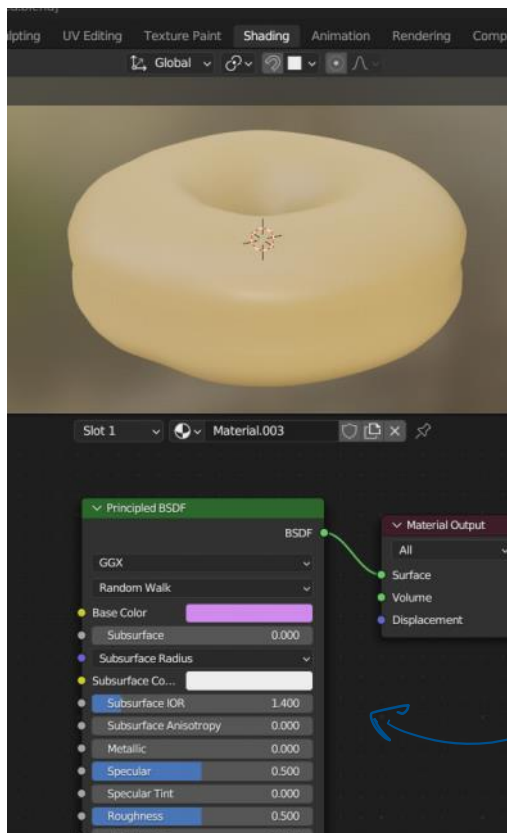 UV Editing Texture Paint Shading Animation Rendering
Global
Slot 1 Material.003
Principled BSDF
BSDF
GGX
Random Walk
Base Color
Subsurface 0.000
Subsurface Radius
Subsurface Co...
Subsurface IOR 1.400
Subsurface Anisotropy 0.000
Metallic 0.000
Specular 0.500
Specular Tint 0.000
Roughness 0.500
Material Output
All
Surface
Volume
Displacement